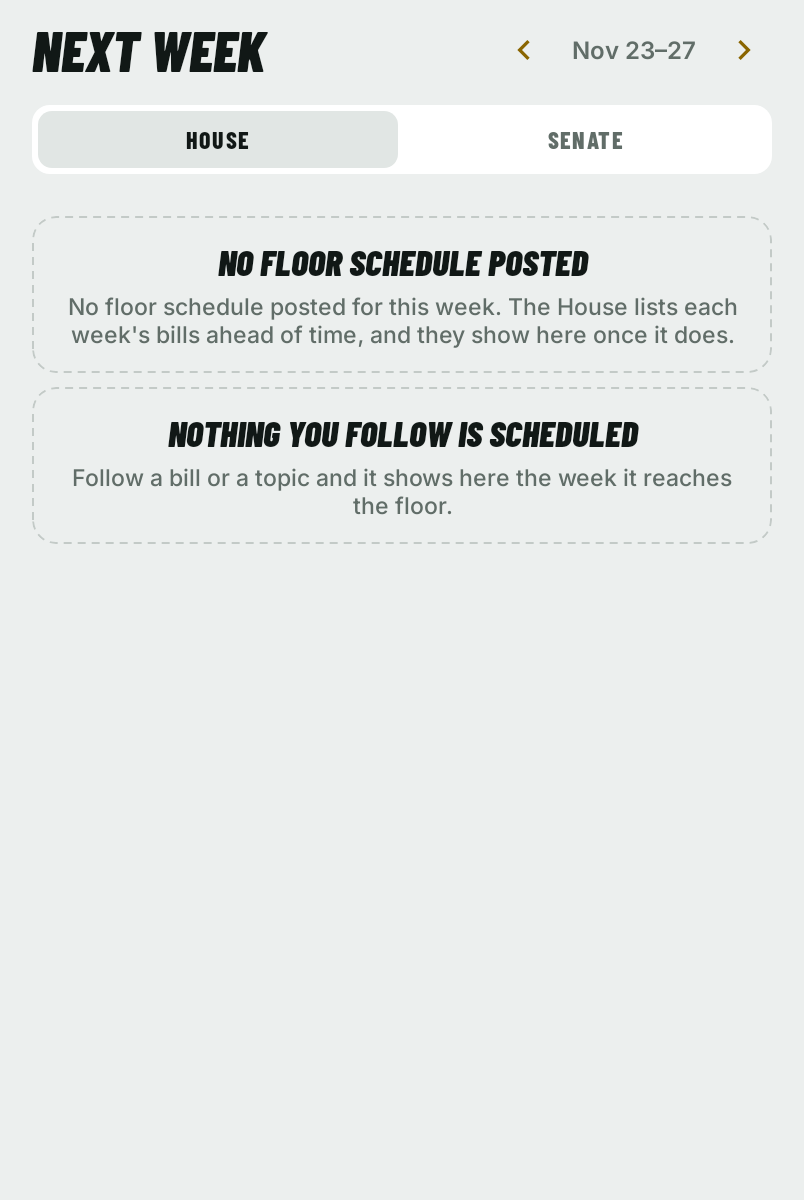 NEXT WEEK
Nov 23–27
HOUSE
SENATE
NO FLOOR SCHEDULE POSTED
No floor schedule posted for this week. The House lists each
week's bills ahead of time, and they show here once it does.
NOTHING YOU FOLLOW IS SCHEDULED
Follow a bill or a topic and it shows here the week it reaches
the floor.